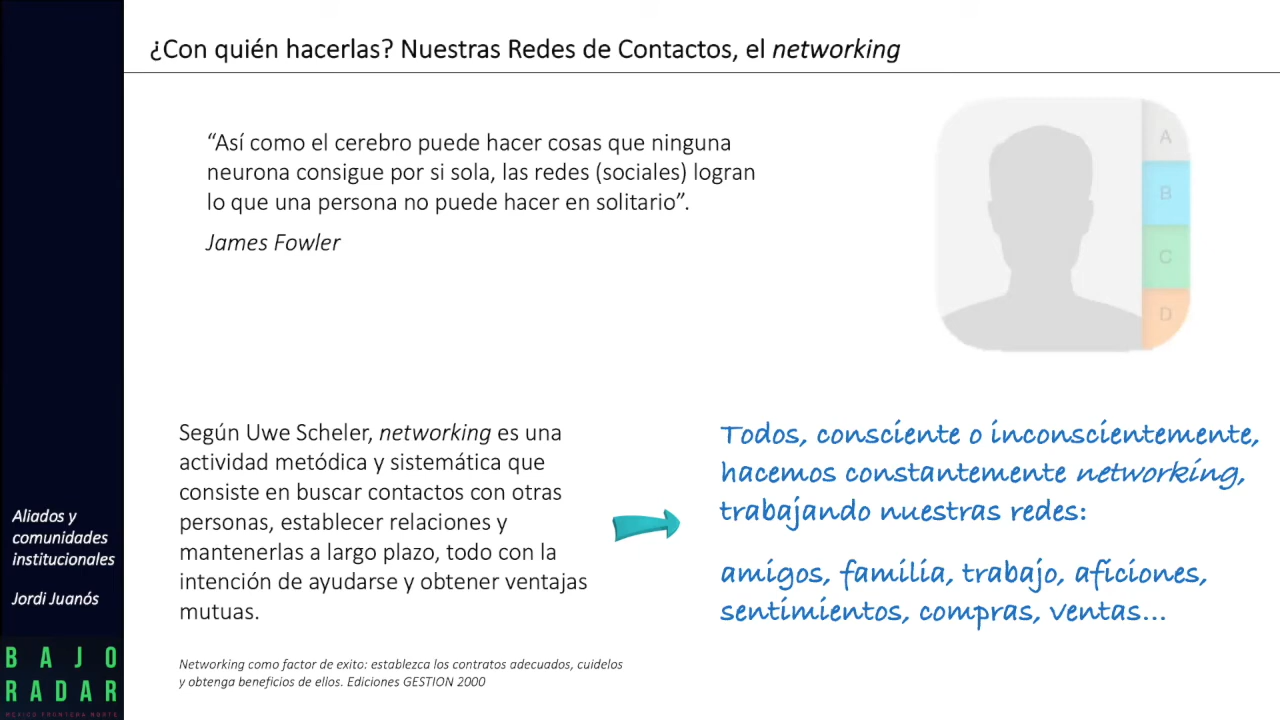 ¿Con quién hacerlas? Nuestras Redes de Contactos, el networking
“Así como el cerebro puede hacer cosas que ninguna
neurona consigue por si sola, las redes (sociales) logran
lo que una persona no puede hacer en solitario”.
James Fowler
A
B
C
D
Según Uwe Scheler, networking es una
actividad metódica y sistemática que
consiste en buscar contactos con otras
personas, establecer relaciones y
mantenerlas a largo plazo, todo con la
intención de ayudarse y obtener ventajas
mutuas.
Networking como factor de exito: establezca los contratos adecuados, cuidelos
y obtenga beneficios de ellos. Ediciones GESTION 2000
Todos, consciente o inconscientemente,
hacemos constantemente networking,
trabajando nuestras redes:
amigos, familia, trabajo, aficiones,
sentimientos, compras, ventas...
Aliados y
comunidades
institucionales
Jordi Juanós
BAJO
RADAR
MÉXICO FRONTERA NORTE